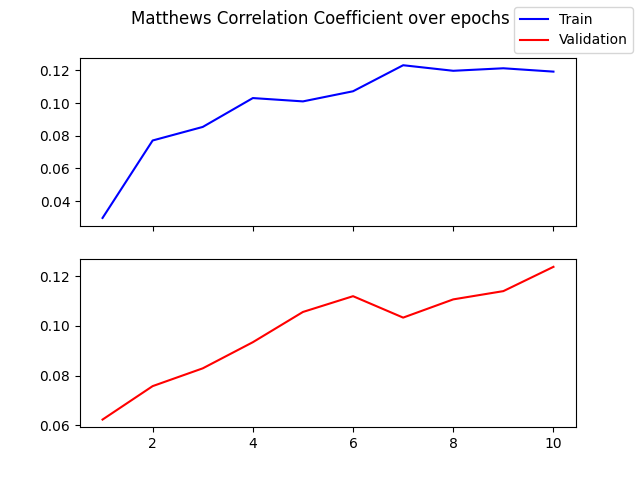 Matthews Correlation Coefficient over epochs
Train
Validation
0.12
0.10
0.08
0.06
0.04
0.12
0.10
0.08
0.06
2 4 6 8 10